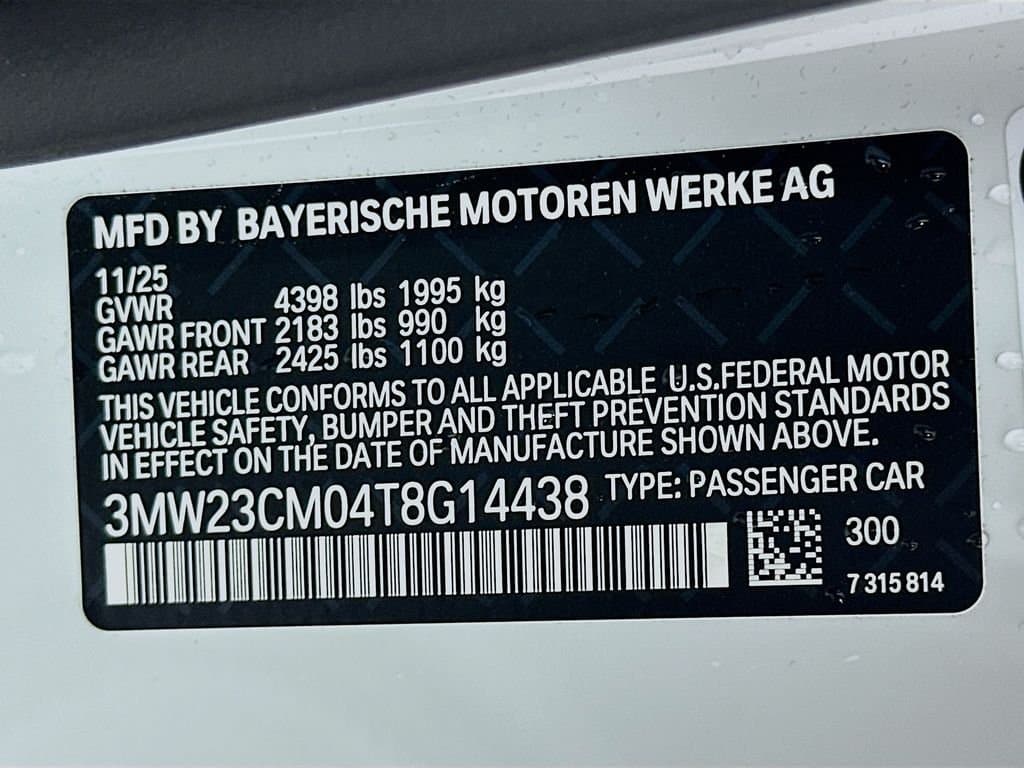 MFD BY BAYERISCHE MOTOREN WERKE AG
11/25
GVWR 4398 lbs 1995 kg
GAWR FRONT 2183 lbs 990 kg
GAWR REAR 2425 lbs 1100 kg
THIS VEHICLE CONFORMS TO ALL APPLICABLE U.S.FEDERAL MOTOR
VEHICLE SAFETY, BUMPER AND THEFT PREVENTION STANDARDS
IN EFFECT ON THE DATE OF MANUFACTURE SHOWN ABOVE.
3MW23CM04T8G14438 TYPE: PASSENGER CAR
300
7 315 814